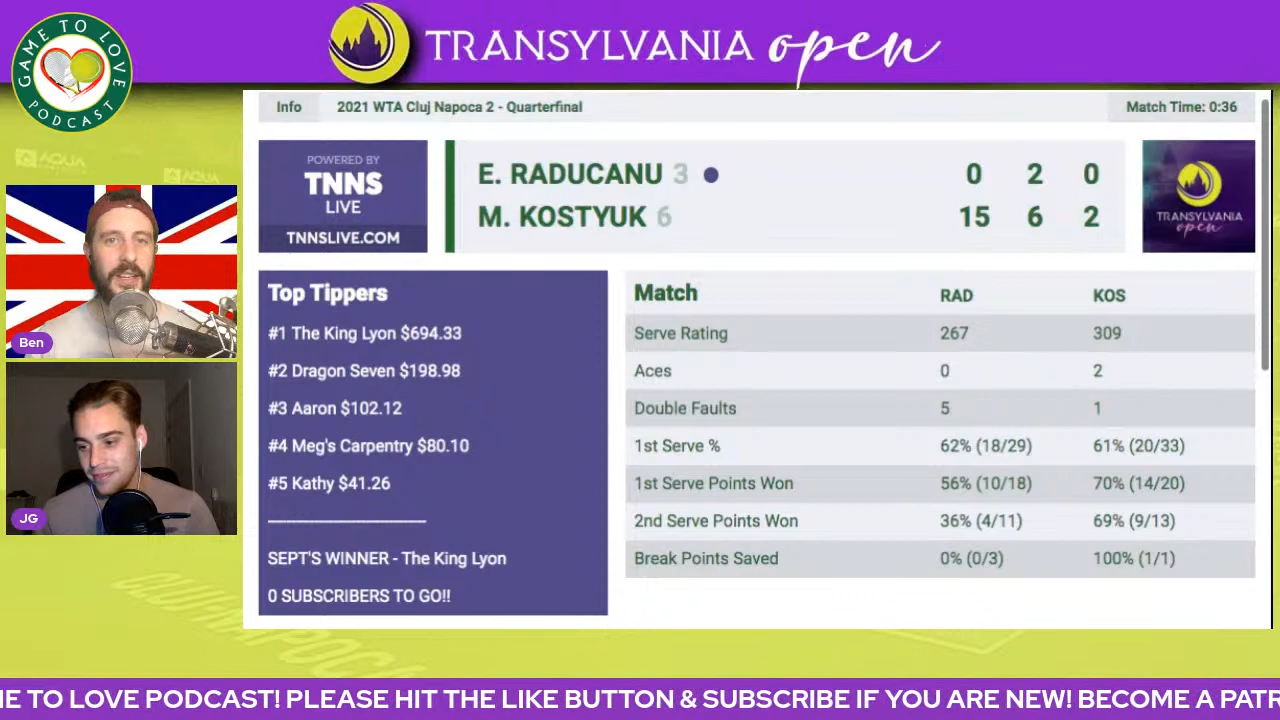 GAME TO LOVE
PODCAST
TRANSYLVANIA open
Info 2021 WTA Cluj Napoca 2 - Quarterfinal Match Time: 0:36
POWERED BY
TNNS
LIVE
TNNSLIVE.COM
E. RADUCANU 3 0 2 0
M. KOSTYUK 6 15 6 2
TRANSYLVANIA
open
AQUA
AQUA
Ben
JG
Top Tippers
#1 The King Lyon $694.33
#2 Dragon Seven $198.98
#3 Aaron $102.12
#4 Meg's Carpentry $80.10
#5 Kathy $41.26
SEPT'S WINNER - The King Lyon
0 SUBSCRIBERS TO GO!!
Match RAD KOS
Serve Rating 267 309
Aces 0 2
Double Faults 5 1
1st Serve % 62% (18/29) 61% (20/33)
1st Serve Points Won 56% (10/18) 70% (14/20)
2nd Serve Points Won 36% (4/11) 69% (9/13)
Break Points Saved 0% (0/3) 100% (1/1)
CLUJ-NAPOCA
ME TO LOVE PODCAST! PLEASE HIT THE LIKE BUTTON & SUBSCRIBE IF YOU ARE NEW! BECOME A PATR